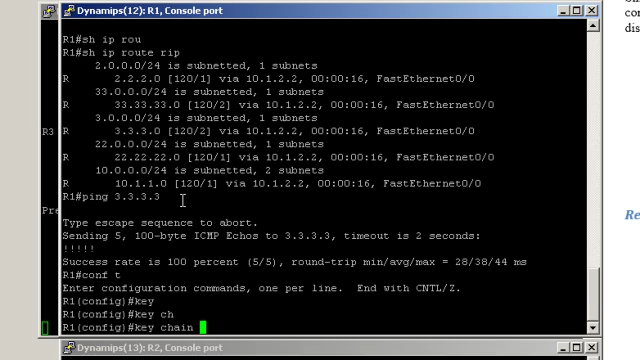 Dynamips(12): R1, Console port
R1#sh ip rou
R1#sh ip route rip
2.0.0.0/24 is subnetted, 1 subnets
R 2.2.2.0 [120/1] via 10.1.2.2, 00:00:16, FastEthernet0/0
33.0.0.0/24 is subnetted, 1 subnets
R 33.33.33.0 [120/2] via 10.1.2.2, 00:00:16, FastEthernet0/0
3.0.0.0/24 is subnetted, 1 subnets
R 3.3.3.0 [120/2] via 10.1.2.2, 00:00:16, FastEthernet0/0
22.0.0.0/24 is subnetted, 1 subnets
R 22.22.22.0 [120/1] via 10.1.2.2, 00:00:16, FastEthernet0/0
10.0.0.0/24 is subnetted, 2 subnets
R 10.1.1.0 [120/1] via 10.1.2.2, 00:00:16, FastEthernet0/0
R1#ping 3.3.3.3
Type escape sequence to abort.
Sending 5, 100-byte ICMP Echos to 3.3.3.3, timeout is 2 seconds:
!!!!!
Success rate is 100 percent (5/5), round-trip min/avg/max = 28/38/44 ms
R1#conf t
Enter configuration commands, one per line. End with CNTL/Z.
R1(config)#key
R1(config)#key ch
R1(config)#key chain
Dynamips(13): R2, Console port
R3
Pre
con
dis
Re